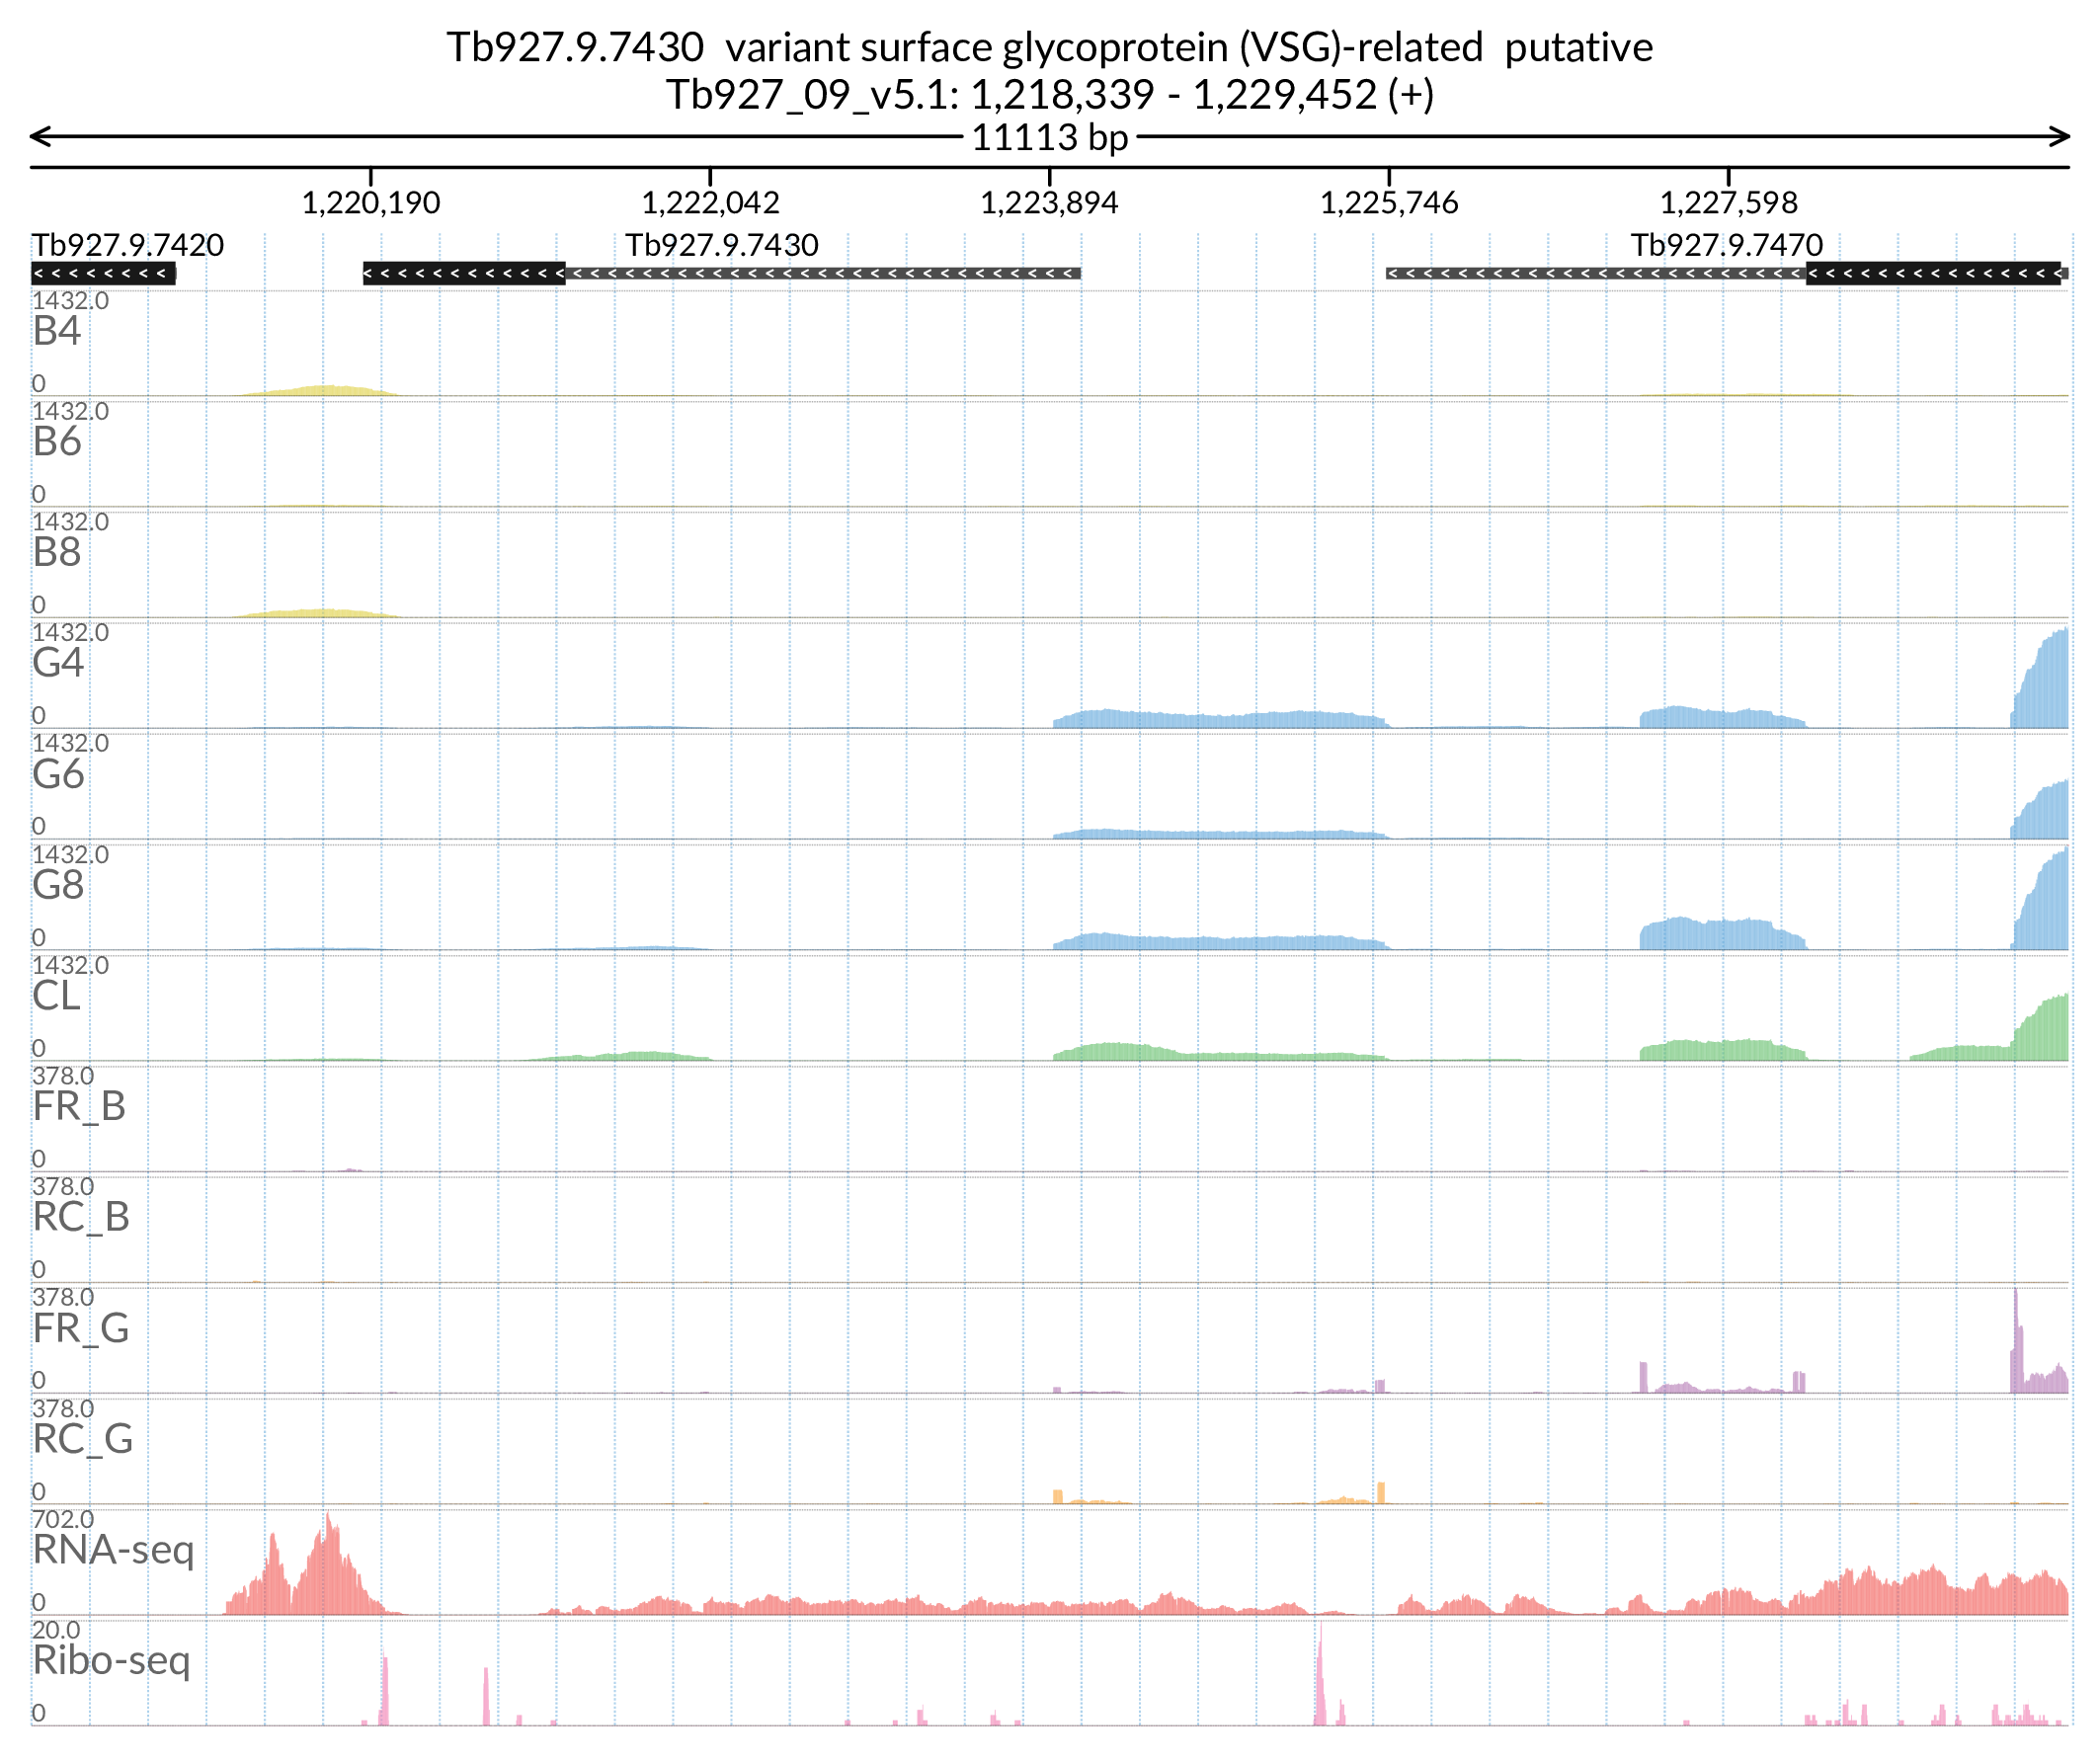 Tb927.9.7430 variant surface glycoprotein (VSG)-related putative
Tb927_09_v5.1: 1,218,339 - 1,229,452 (+)
11113 bp
1,220,190 1,222,042 1,223,894 1,225,746 1,227,598
Tb927.9.7420 Tb927.9.7430 Tb927.9.7470
1432.0
B4
0
1432.0
B6
0
1432.0
B8
0
1432.0
G4
0
1432.0
G6
0
1432.0
G8
0
1432.0
CL
0
378.0
FR_B
0
378.0
RC_B
0
378.0
FR_G
0
378.0
RC_G
0
702.0
RNA-seq
0
20.0
Ribo-seq
0